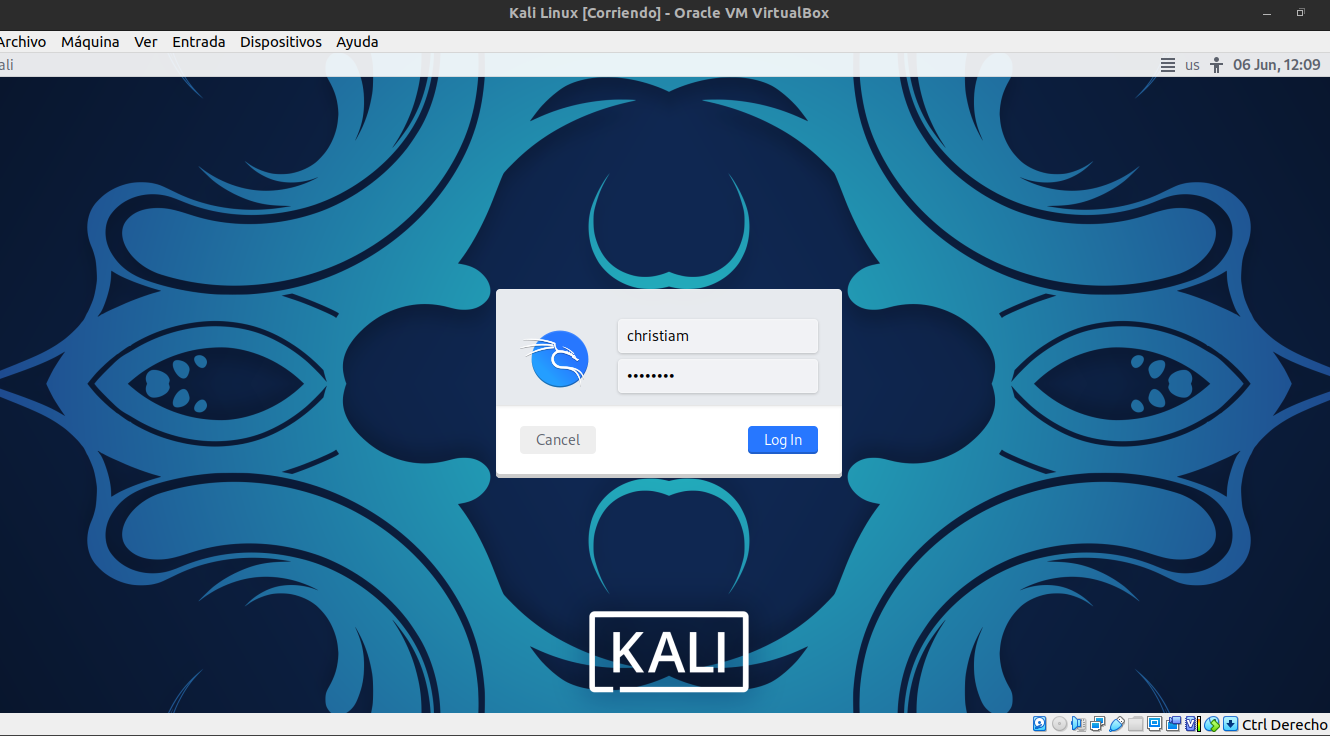 Kali Linux [Corriendo] - Oracle VM VirtualBox
Archivo Máquina Ver Entrada Dispositivos Ayuda
ali us 06 Jun, 12:09
christiam
••••••••
Cancel Log In
KALI
Ctrl Derecho